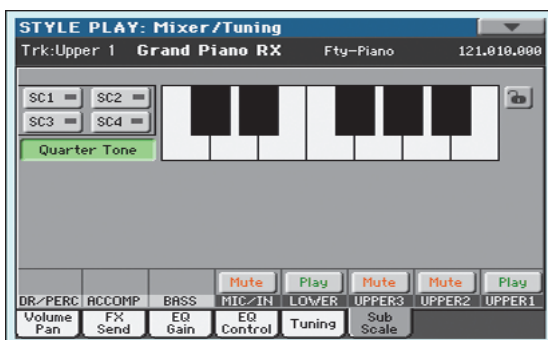 STYLE PLAY: Mixer/Tuning
Trk:Upper 1 Grand Piano RX Fty-Piano 121.010.000
SC1 SC2
SC3 SC4
Quarter Tone
Mute Play Mute Mute Play
DR/PERC ACCOMP BASS MIC/IN LOWER UPPER3 UPPER2 UPPER1
Volume Pan FX Send EQ Gain EQ Control Tuning Sub Scale